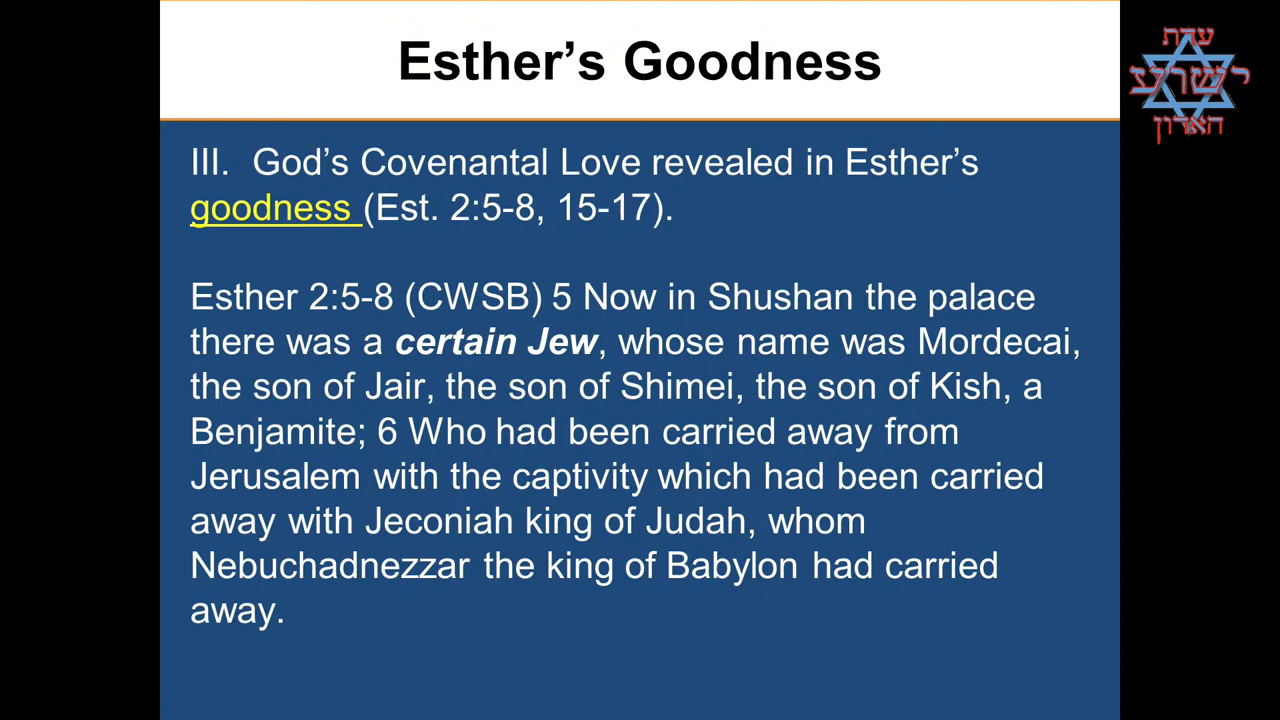 Esther’s Goodness
עדת
ישוע
האדון
III. God’s Covenantal Love revealed in Esther’s
goodness (Est. 2:5-8, 15-17).
Esther 2:5-8 (CWSB) 5 Now in Shushan the palace
there was a certain Jew, whose name was Mordecai,
the son of Jair, the son of Shimei, the son of Kish, a
Benjamite; 6 Who had been carried away from
Jerusalem with the captivity which had been carried
away with Jeconiah king of Judah, whom
Nebuchadnezzar the king of Babylon had carried
away.